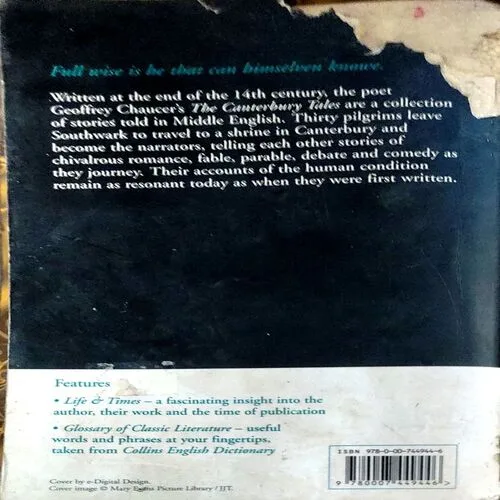 Full wise is he that can himselven knowe.
Written at the end of the 14th century, the poet
Geoffrey Chaucer's The Canterbury Tales are a collection
of stories told in Middle English. Thirty pilgrims leave
Southwark to travel to a shrine in Canterbury and
become the narrators, telling each other stories of
chivalrous romance, fable, parable, debate and comedy as
they journey. Their accounts of the human condition
remain as resonant today as when they were first written.
Features
• Life & Times – a fascinating insight into the
author, their work and the time of publication
• Glossary of Classic Literature – useful
words and phrases at your fingertips,
taken from Collins English Dictionary
Cover by e-Digital Design.
Cover image © Mary Evans Picture Library / JJT.
ISBN 978-0-00-744944-6
9 780007 449446 >